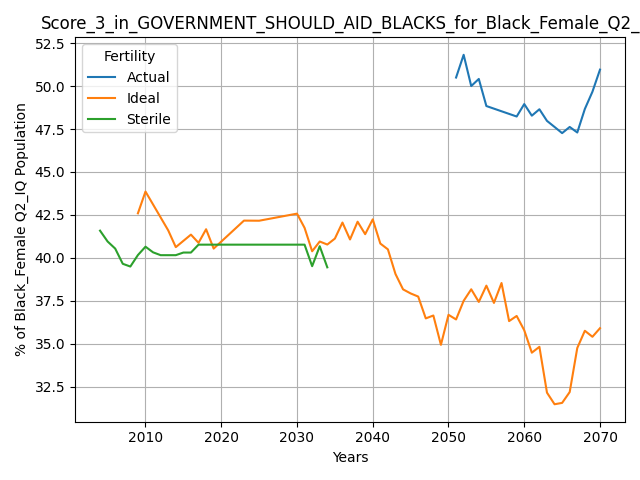 Score_3_in_GOVERNMENT_SHOULD_AID_BLACKS_for_Black_Female_Q2_
Fertility
Actual
Ideal
Sterile
% of Black_Female Q2_IQ Population
52.5
50.0
47.5
45.0
42.5
40.0
37.5
35.0
32.5
2010 2020 2030 2040 2050 2060 2070
Years